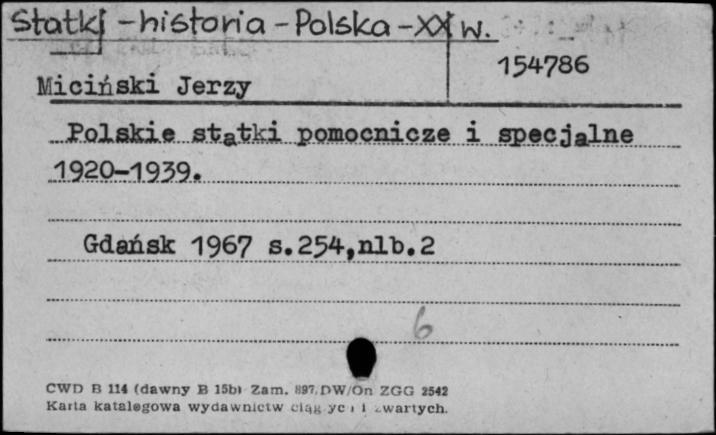 Statki - historia - Polska - XX w.
154786
Miciński Jerzy
Polskie statki pomocnicze i specjalne
1920-1939.
Gdańsk 1967 s.254,nlb.2
6
CWD B 114 (dawny B 15b) Zam. 897.DW/On ZGG 2542
Karta katalogowa wydawnictw i zwartych.